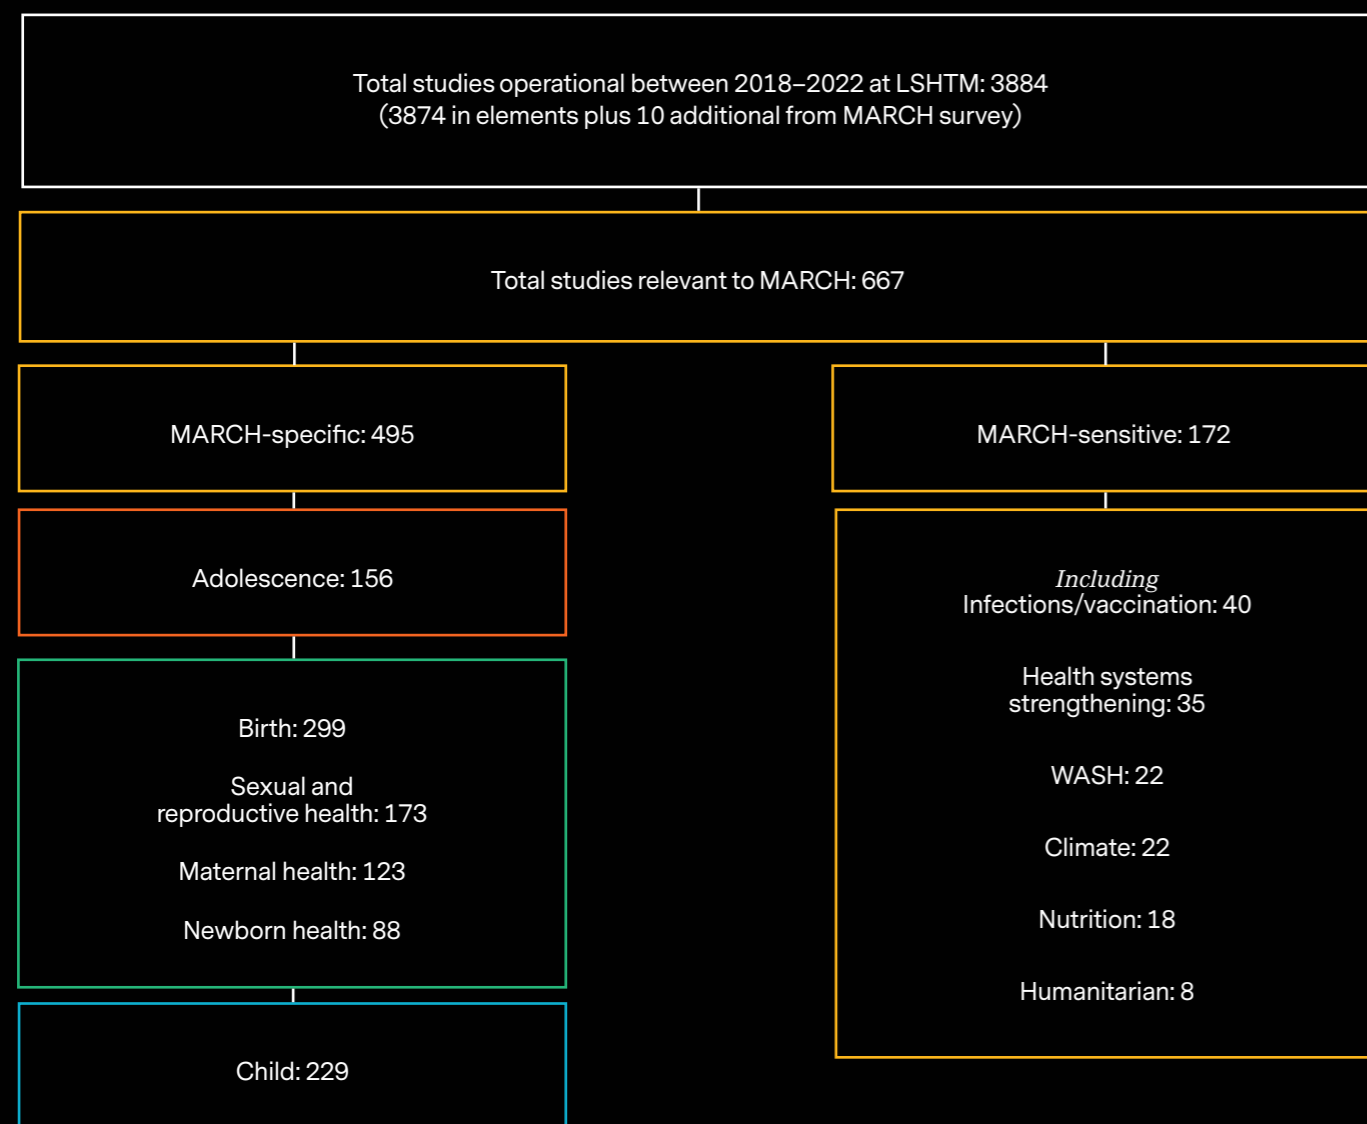 Total studies operational between 2018–2022 at LSHTM: 3884
(3874 in elements plus 10 additional from MARCH survey)
Total studies relevant to MARCH: 667
MARCH-specific: 495
Adolescence: 156
Birth: 299
Sexual and
reproductive health: 173
Maternal health: 123
Newborn health: 88
Child: 229
MARCH-sensitive: 172
Including
Infections/vaccination: 40
Health systems
strengthening: 35
WASH: 22
Climate: 22
Nutrition: 18
Humanitarian: 8